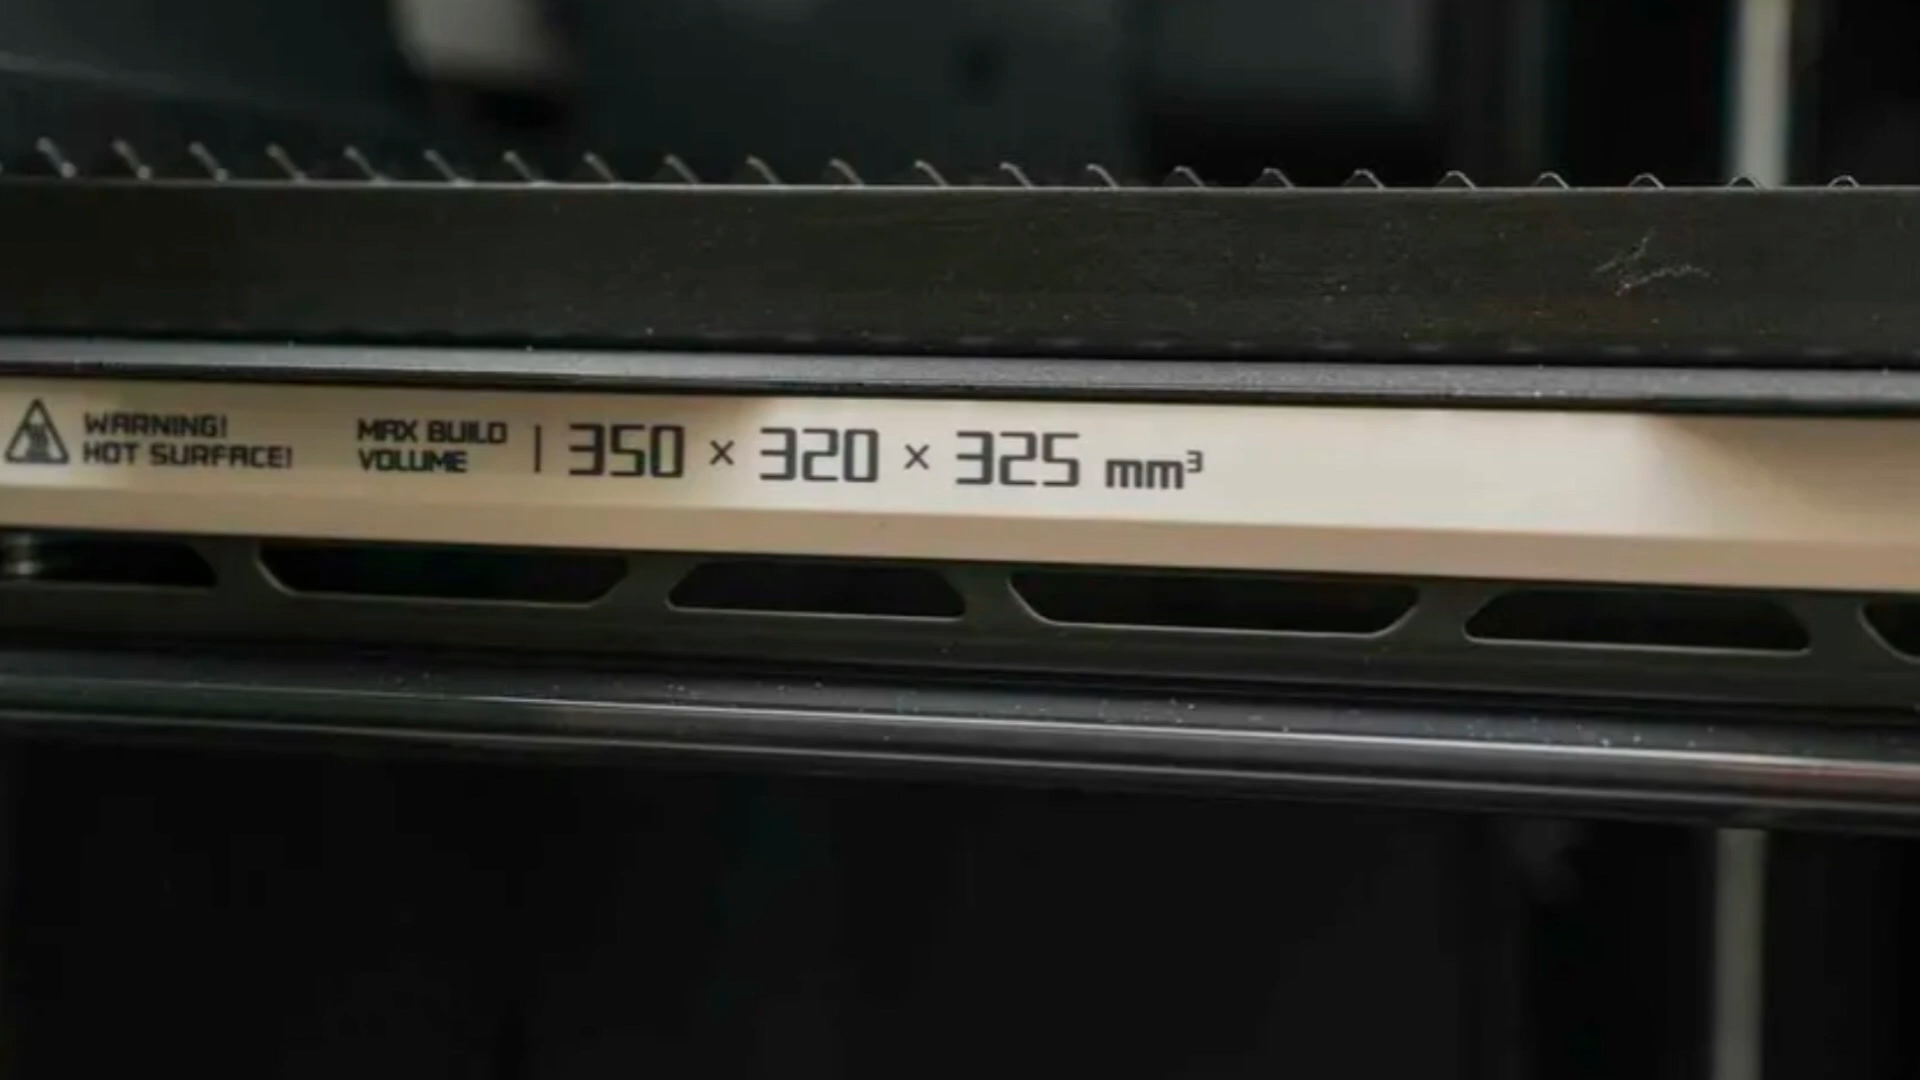 WARNING!
HOT SURFACE!
MAX BUILD
VOLUME
350 × 320 × 325 mm³